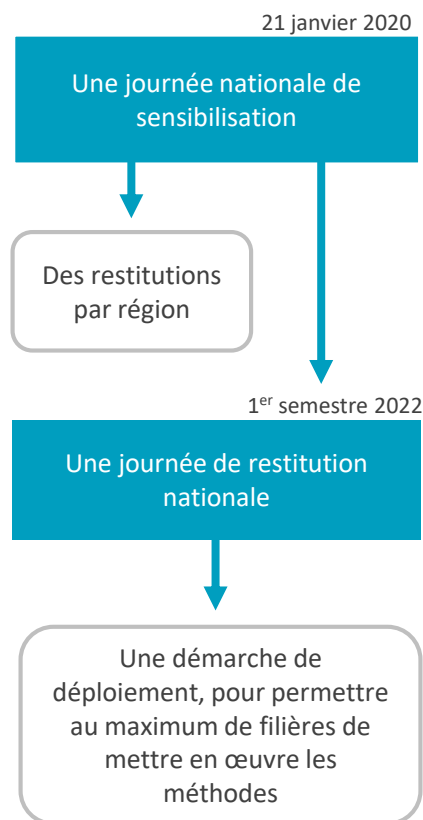 21 janvier 2020
Une journée nationale de
sensibilisation
Des restitutions
par région
1er semestre 2022
Une journée de restitution
nationale
Une démarche de
déploiement, pour permettre
au maximum de filières de
mettre en œuvre les
méthodes